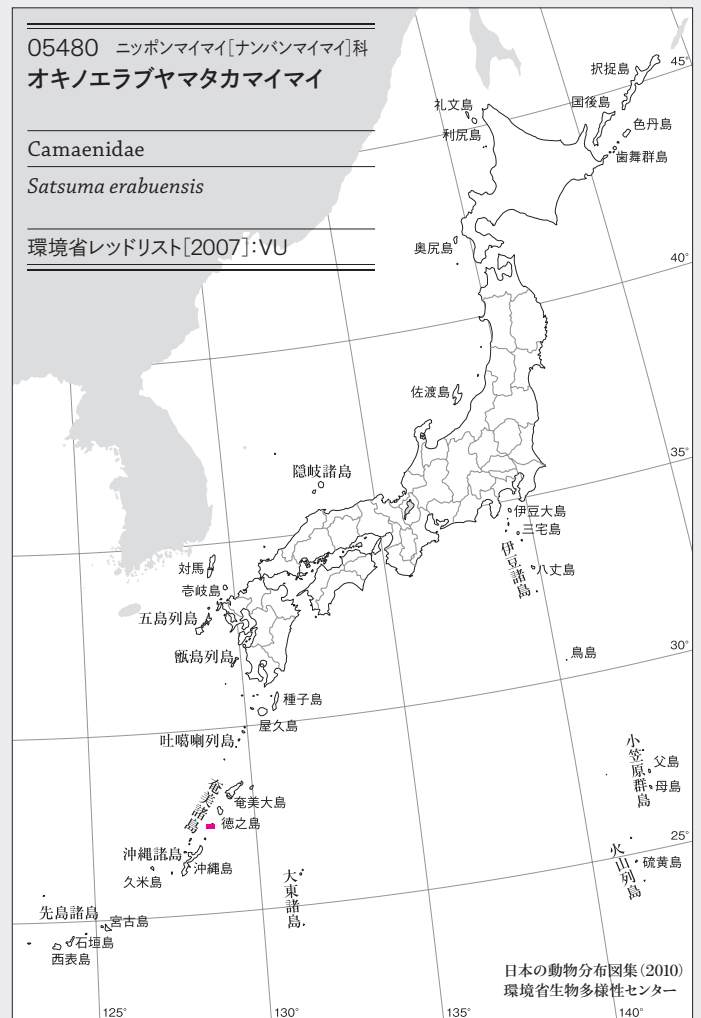 05480 ニッポンマイマイ[ナンバンマイマイ]科
オキノエラブヤマタカマイマイ
Camaenidae
Satsuma erabuensis
環境省レッドリスト[2007]:VU
択捉島
45°
礼文島
国後島
色丹島
利尻島
歯舞群島
奥尻島
40°
佐渡島
35°
隠岐諸島
伊豆大島
三宅島
伊豆諸島
八丈島
対馬
壱岐島
五島列島
甑島列島
鳥島
30°
種子島
屋久島
吐噶喇列島
小笠原群島
父島
母島
奄美諸島
奄美大島
徳之島
25°
沖縄諸島
沖縄島
久米島
火山列島
硫黄島
大東諸島
先島諸島
宮古島
石垣島
西表島
日本の動物分布図集(2010)
環境省生物多様性センター
125°
130°
135°
140°